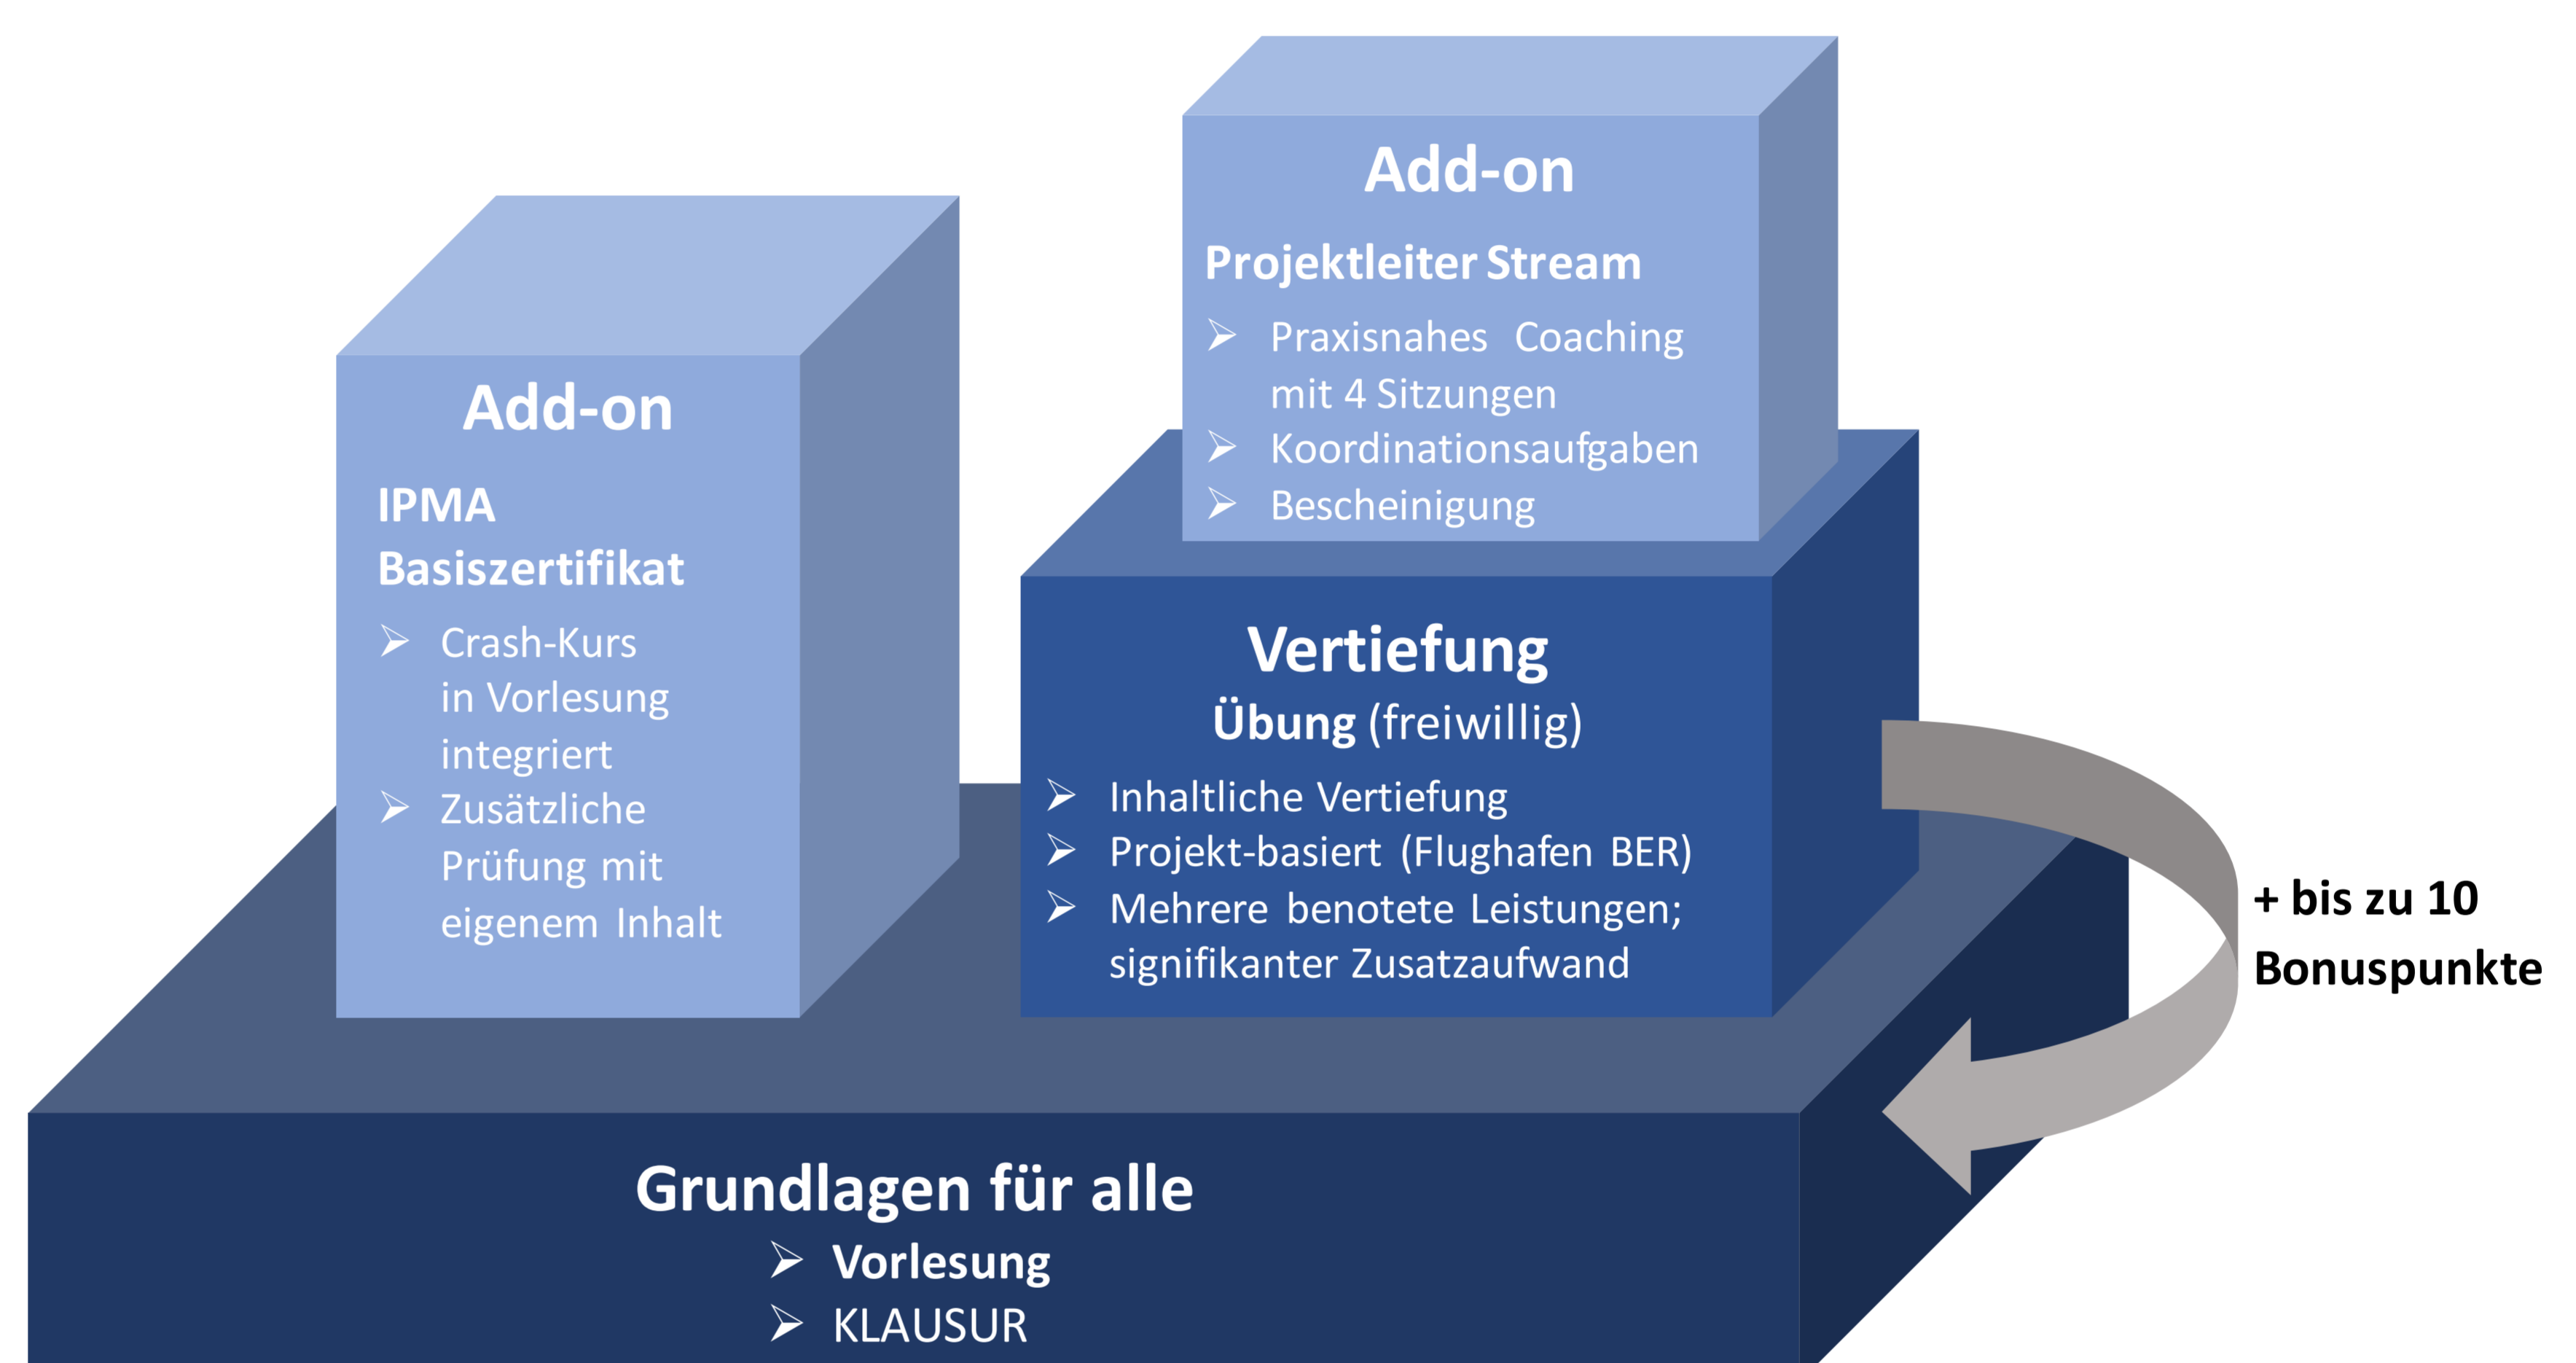 Add-on
Projektleiter Stream
Praxisnahes Coaching
mit 4 Sitzungen
Koordinationsaufgaben
Bescheinigung
Add-on
IPMA
Basiszertifikat
Crash-Kurs
in Vorlesung
integriert
Zusätzliche
Prüfung mit
eigenem Inhalt
Vertiefung
Übung (freiwillig)
Inhaltliche Vertiefung
Projekt-basiert (Flughafen BER)
Mehrere benotete Leistungen;
signifikanter Zusatzaufwand
+ bis zu 10
Bonuspunkte
Grundlagen für alle
Vorlesung
KLAUSUR